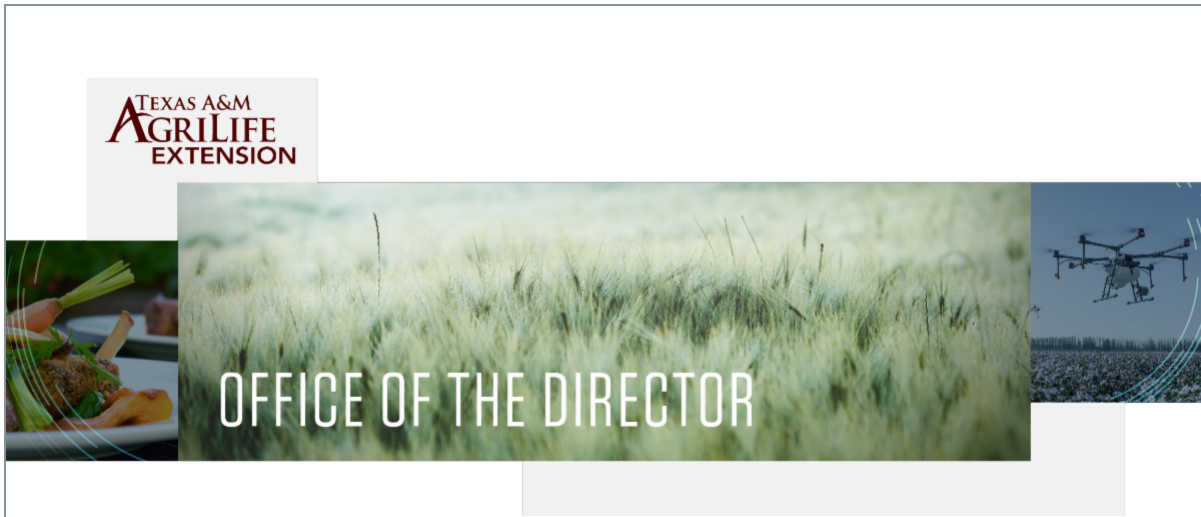 TEXAS A&M
AGRILIFE
EXTENSION
OFFICE OF THE DIRECTOR